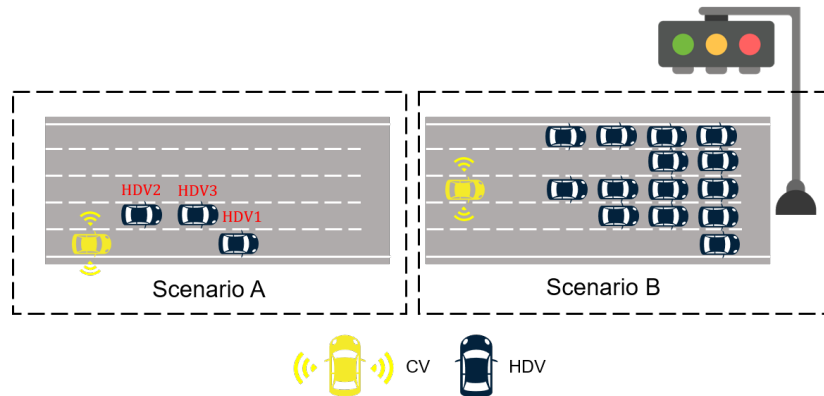 HDV2 HDV3
HDV1
Scenario A
Scenario B
CV
HDV